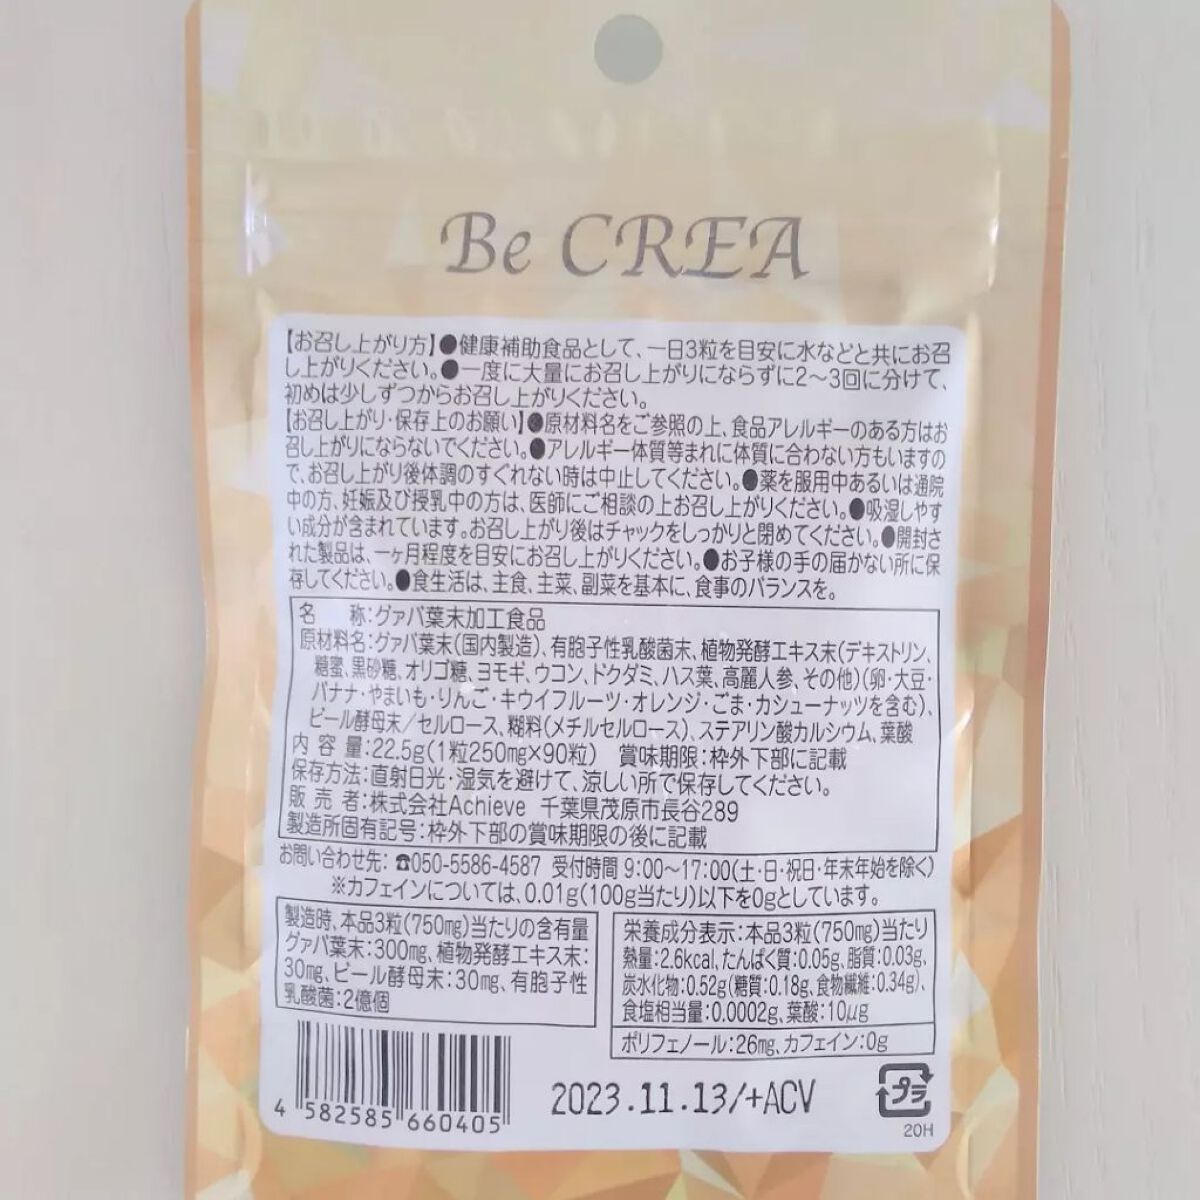 Be CREA
【お召し上がり方】●健康補助食品として、一日3粒を目安に水などと共にお召
し上がりください。●一度に大量にお召し上がりにならずに2〜3回に分けて、
初めは少しずつからお召し上がりください。
【お召し上がり・保存上のお願い】●原材料名をご参照の上、食品アレルギーのある方はお
召し上がりにならないでください。●アレルギー体質等まれに体質に合わない方もいますの
で、お召し上がり後体調のすぐれない時は中止してください。●薬を服用中あるいは通院
中の方、妊娠及び授乳中の方は、医師にご相談の上お召し上がりください。●吸湿しやす
い成分が含まれています。お召し上がり後はチャックをしっかりと閉めてください。●開封さ
れた製品は、一ヶ月程度を目安にお召し上がりください。●お子様の手の届かない所に保
存してください。●食生活は、主食、主菜、副菜を基本に、食事のバランスを。
名 称:グァバ葉末加工食品
原材料名:グァバ葉末(国内製造)、有胞子性乳酸菌末、植物発酵エキス末(デキストリン、
糖蜜、黒砂糖、オリゴ糖、ヨモギ、ウコン、ドクダミ、ハス葉、高麗人参、その他)(卵・大豆・
バナナ・やまいも・りんご・キウイフルーツ・オレンジ・ごま・カシューナッツを含む)、
ビール酵母末/セルロース、糊料(メチルセルロース)、ステアリン酸カルシウム、葉酸
内 容 量:22.5g(1粒250mg×90粒) 賞味期限:枠外下部に記載
保存方法:直射日光・湿気を避けて、涼しい所で保存してください。
販 売 者:株式会社Achieve 千葉県茂原市長谷289
製造所固有記号:枠外下部の賞味期限の後に記載
お問い合わせ先:☎050-5586-4587 受付時間 9:00〜17:00(土・日・祝日・年末年始を除く)
※カフェインについては、0.01g(100g当たり)以下を0gとしています。
製造時、本品3粒(750mg)当たりの含有量
グァバ葉末:300mg、植物発酵エキス末:
30mg、ビール酵母末:30mg、有胞子性
乳酸菌:2億個
栄養成分表示:本品3粒(750mg)当たり
熱量:2.6kcal、たんぱく質:0.05g、脂質:0.03g、
炭水化物:0.52g(糖質:0.18g、食物繊維:0.34g)、
食塩相当量:0.0002g、葉酸:10μg
ポリフェノール:26mg、カフェイン:0g
4 582585 660405
2023.11.13/+ACV
プラ
20H